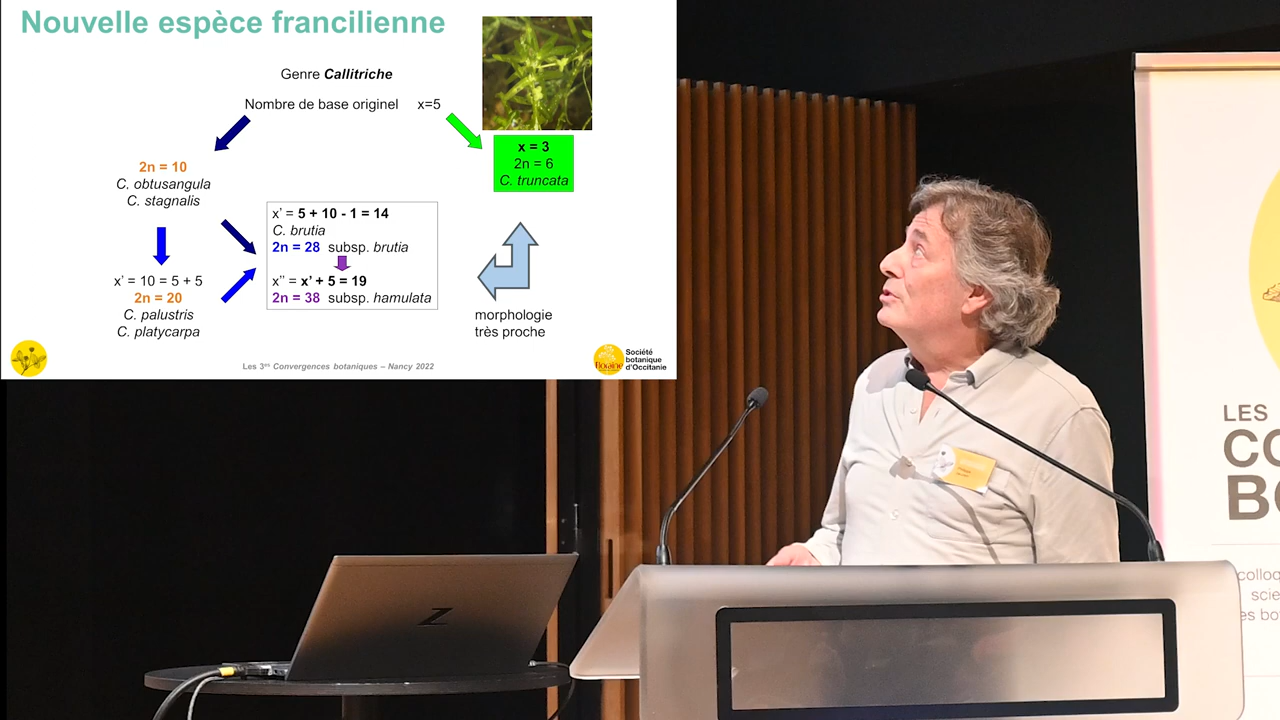 Nouvelle espèce francilienne
Genre Callitriche
Nombre de base originel x=5
x = 3
2n = 6
C. truncata
2n = 10
C. obtusangula
C. stagnalis
x' = 5 + 10 - 1 = 14
C. brutia
2n = 28 subsp. brutia
x'' = x' + 5 = 19
2n = 38 subsp. hamulata
x' = 10 = 5 + 5
2n = 20
C. palustris
C. platycarpa
morphologie
très proche
Les 3es Convergences botaniques – Nancy 2022
Floraine
Société
botanique
d'Occitanie
LES
CO
BO
colloq
scie
es bo